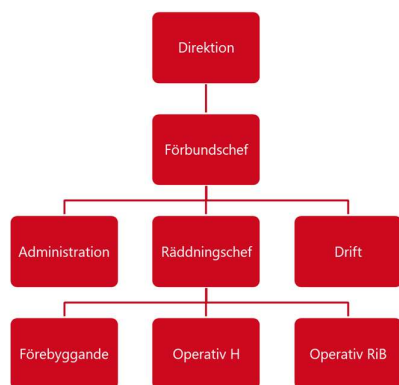 Direktion
Förbundschef
Administration
Räddningschef
Drift
Förebyggande
Operativ H
Operativ RiB